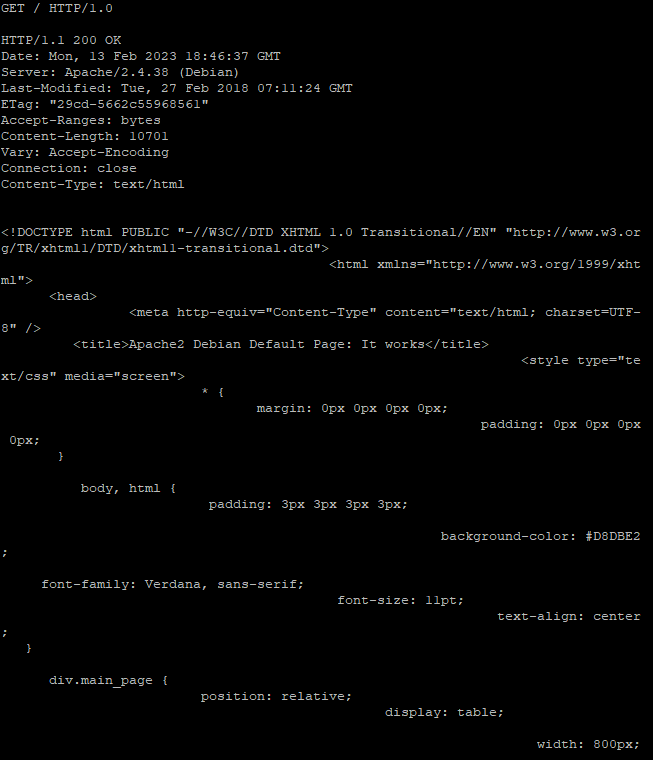 GET / HTTP/1.0
HTTP/1.1 200 OK
Date: Mon, 13 Feb 2023 18:46:37 GMT
Server: Apache/2.4.38 (Debian)
Last-Modified: Tue, 27 Feb 2018 07:11:24 GMT
ETag: "29cd-5662c55968561"
Accept-Ranges: bytes
Content-Length: 10701
Vary: Accept-Encoding
Connection: close
Content-Type: text/html
<!DOCTYPE html PUBLIC "-//W3C//DTD XHTML 1.0 Transitional//EN" "http://www.w3.or
g/TR/xhtml1/DTD/xhtml1-transitional.dtd">
<html xmlns="http://www.w3.org/1999/xht
ml">
<head>
<meta http-equiv="Content-Type" content="text/html; charset=UTF-
8" />
<title>Apache2 Debian Default Page: It works</title>
<style type="te
xt/css" media="screen">
* {
margin: 0px 0px 0px 0px;
padding: 0px 0px 0px
0px;
}
body, html {
padding: 3px 3px 3px 3px;
background-color: #D8DBE2
;
font-family: Verdana, sans-serif;
font-size: 11pt;
text-align: center
;
}
div.main_page {
position: relative;
display: table;
width: 800px;